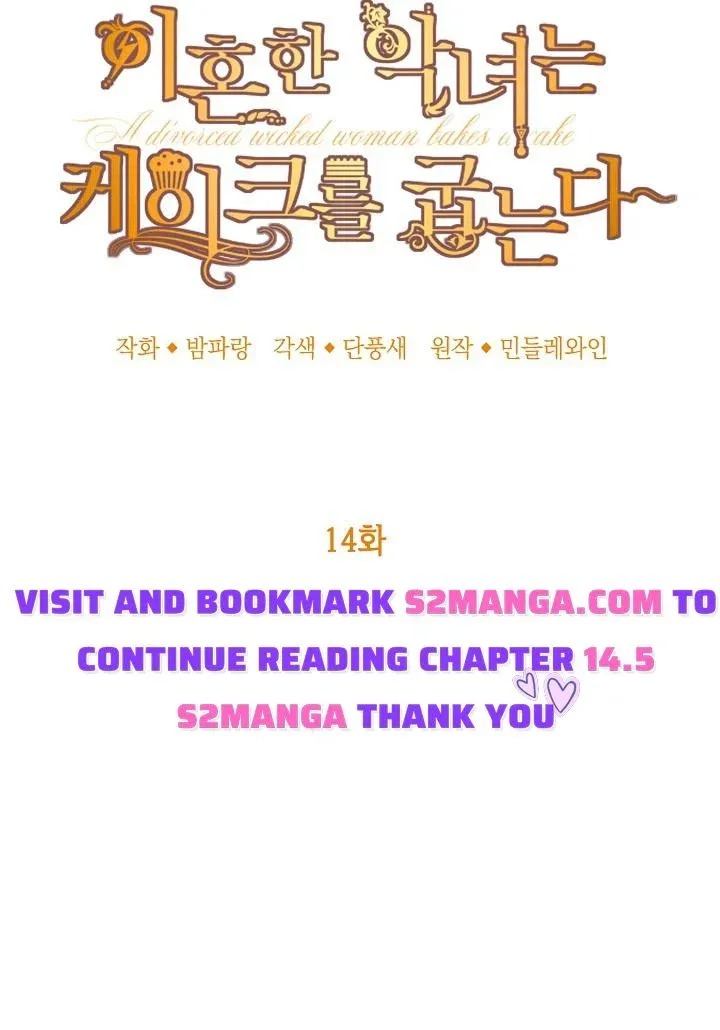 이혼한 악녀는
A divorced wicked woman bakes a cake
케이크를 굽는다
작화 ◆ 밤파랑 각색 ◆ 단풍새 원작 ◆ 민들레와인
14화
VISIT AND BOOKMARK S2MANGA.COM TO
CONTINUE READING CHAPTER 14.5
S2MANGA THANK YOU